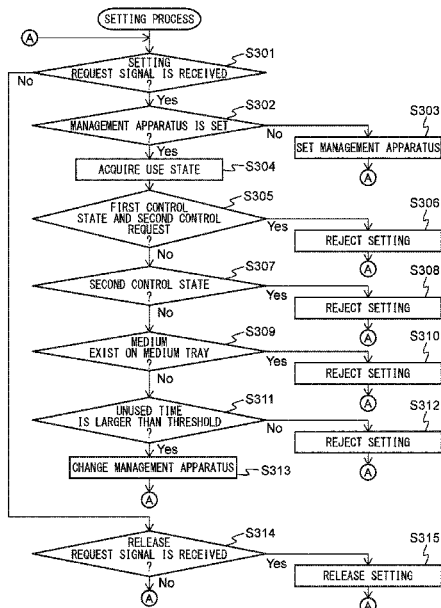 SETTING PROCESS
A
S301
SETTING
REQUEST SIGNAL IS RECEIVED
?
No
Yes
S302
MANAGEMENT APPARATUS IS SET
?
No
S303
SET MANAGEMENT APPARATUS
A
Yes
S304
ACQUIRE USE STATE
S305
FIRST CONTROL
STATE AND SECOND CONTROL
REQUEST
?
Yes
S306
REJECT SETTING
A
No
S307
SECOND CONTROL STATE
?
Yes
S308
REJECT SETTING
A
No
S309
MEDIUM
EXIST ON MEDIUM TRAY
?
Yes
S310
REJECT SETTING
A
No
S311
UNUSED TIME
IS LARGER THAN THRESHOLD
?
No
S312
REJECT SETTING
A
Yes
CHANGE MANAGEMENT APPARATUS
S313
A
S314
RELEASE
REQUEST SIGNAL IS RECEIVED
?
Yes
S315
RELEASE SETTING
A
No
A